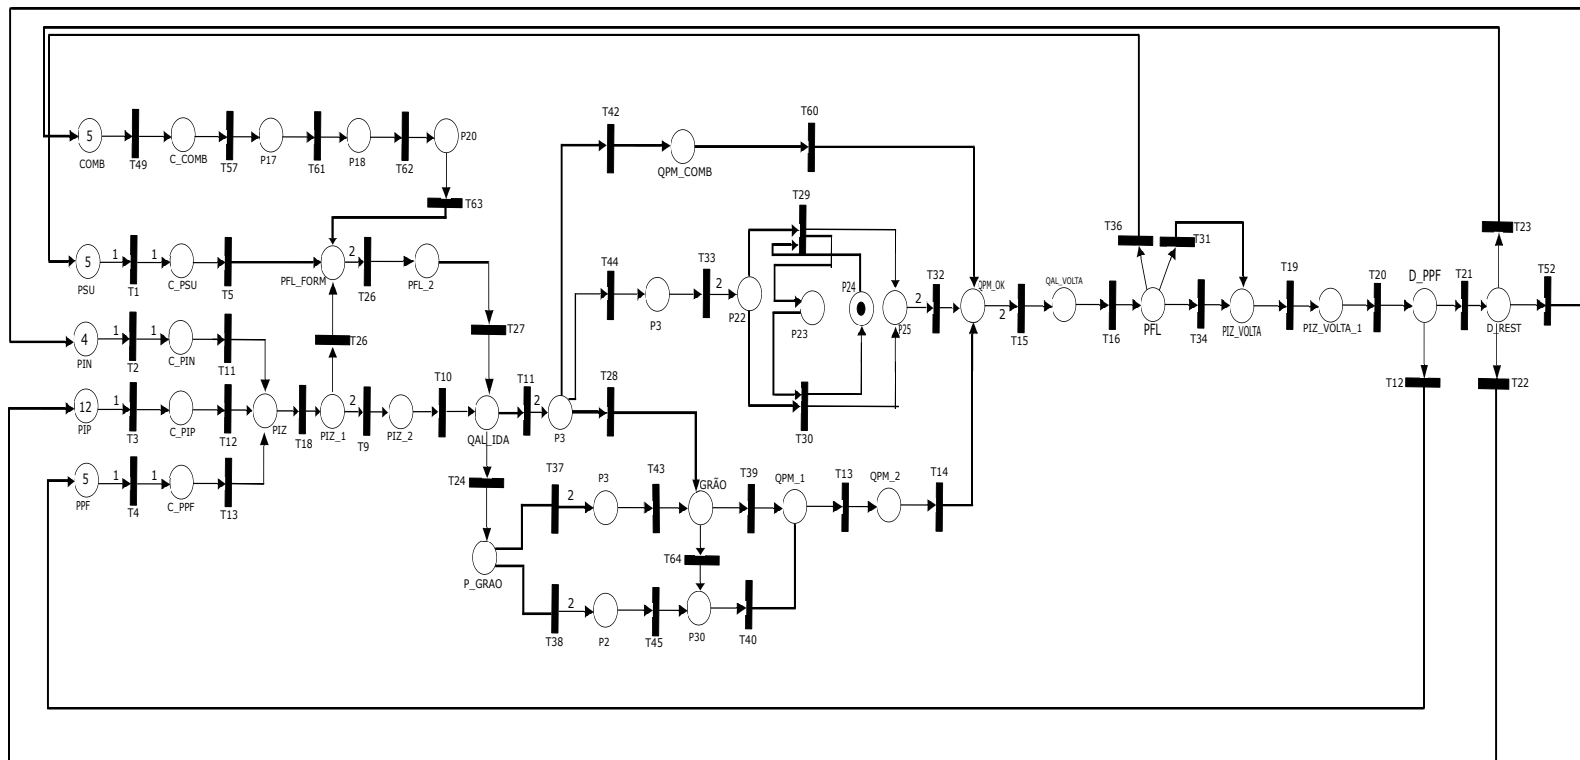 T42 T60
5 P20
COMB T49 C_COMB T57 P17 T61 P18 T62
QPM_COMB
T63
T29
T36 T31 T23
1 1 2
5
PSU T1 C_PSU T5 PFL_FORM T26 PFL_2
T44 T33 T32 QPM_OK QAL_VOLTA T19 T20 D_PPF T21 T52
2 P24 2 2
P3 P22 P23 P25 T15 T16 PFL T34 PIZ_VOLTA PIZ_VOLTA_1 D_REST
T27
1 1
4
PIN T2 C_PIN T11 T26
T28
T10 T11
12 1 1 2 2
PIP T3 C_PIP T12 PIZ T18 PIZ_1 T9 PIZ_2 QAL_IDA P3 T30
T12 T22
5 1 1
PPF T4 C_PPF T13
T24 T37 P3 T43 GRÃO T39 QPM_1 T13 QPM_2 T14
2
T64
P_GRAO
2
T38 P2 T45 P30 T40